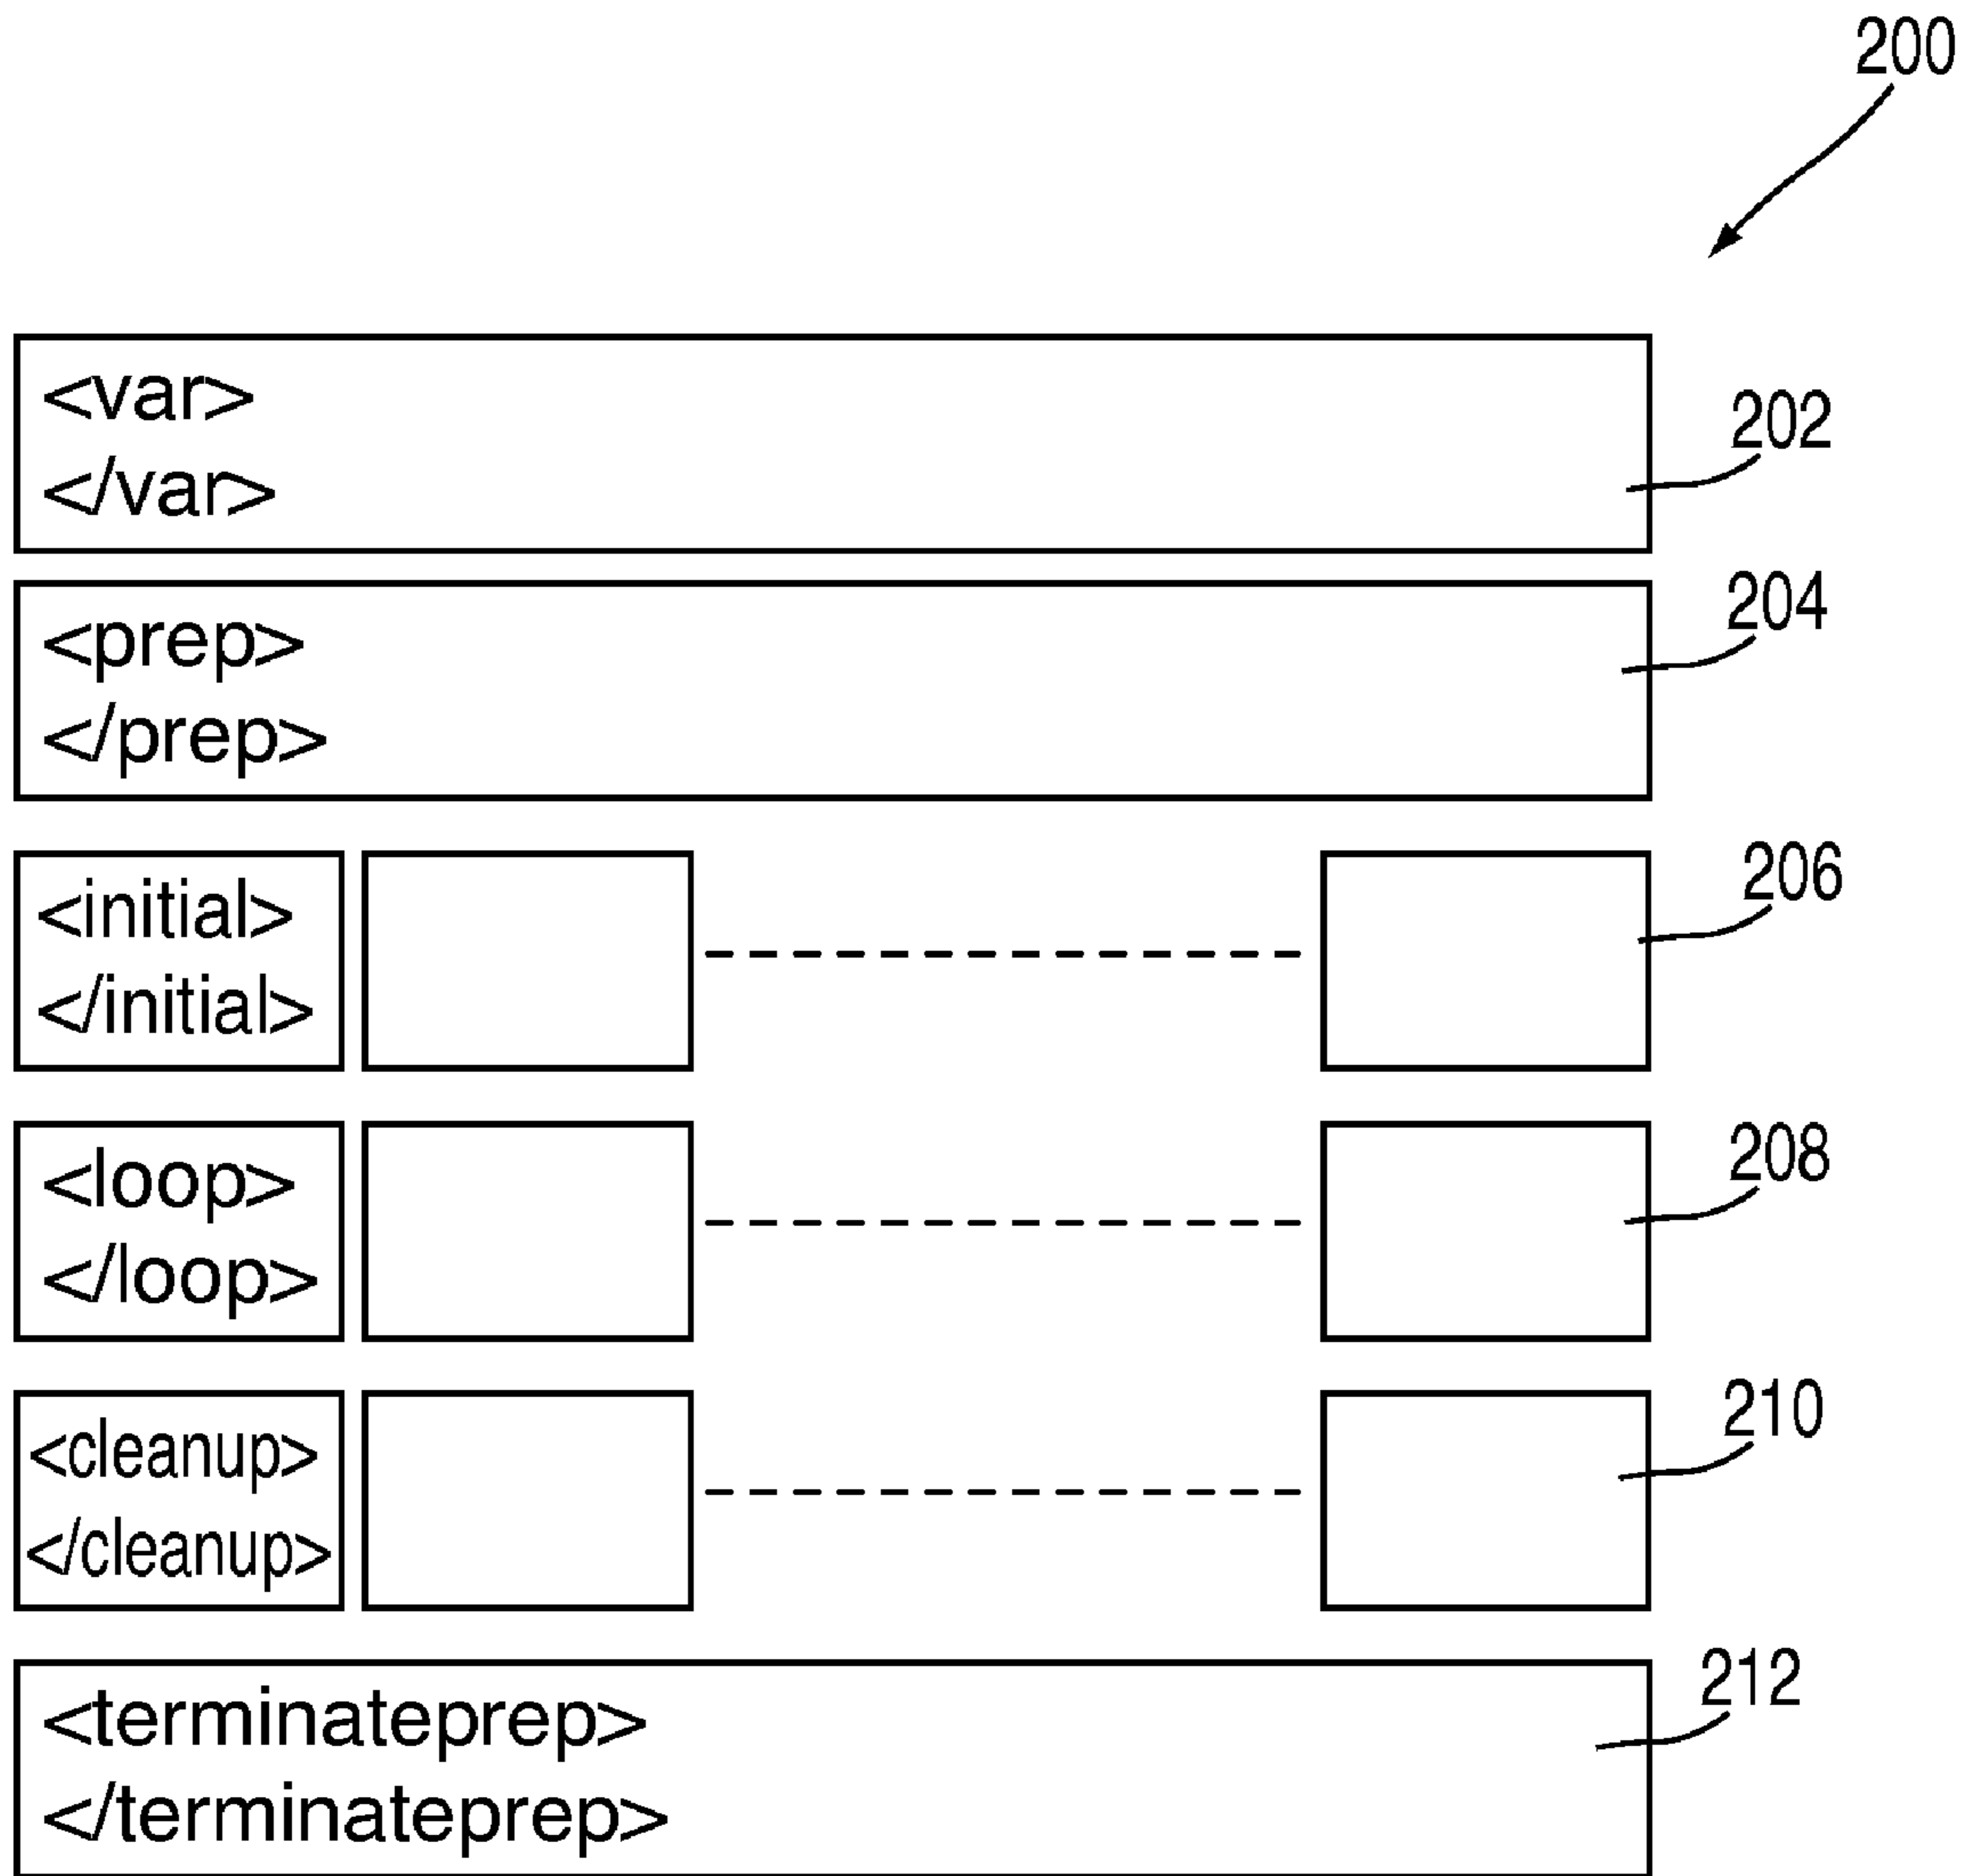 200
<var>
</var>
202
<prep>
</prep>
204
<initial>
</initial>
206
<loop>
</loop>
208
<cleanup>
</cleanup>
210
<terminateprep>
</terminateprep>
212